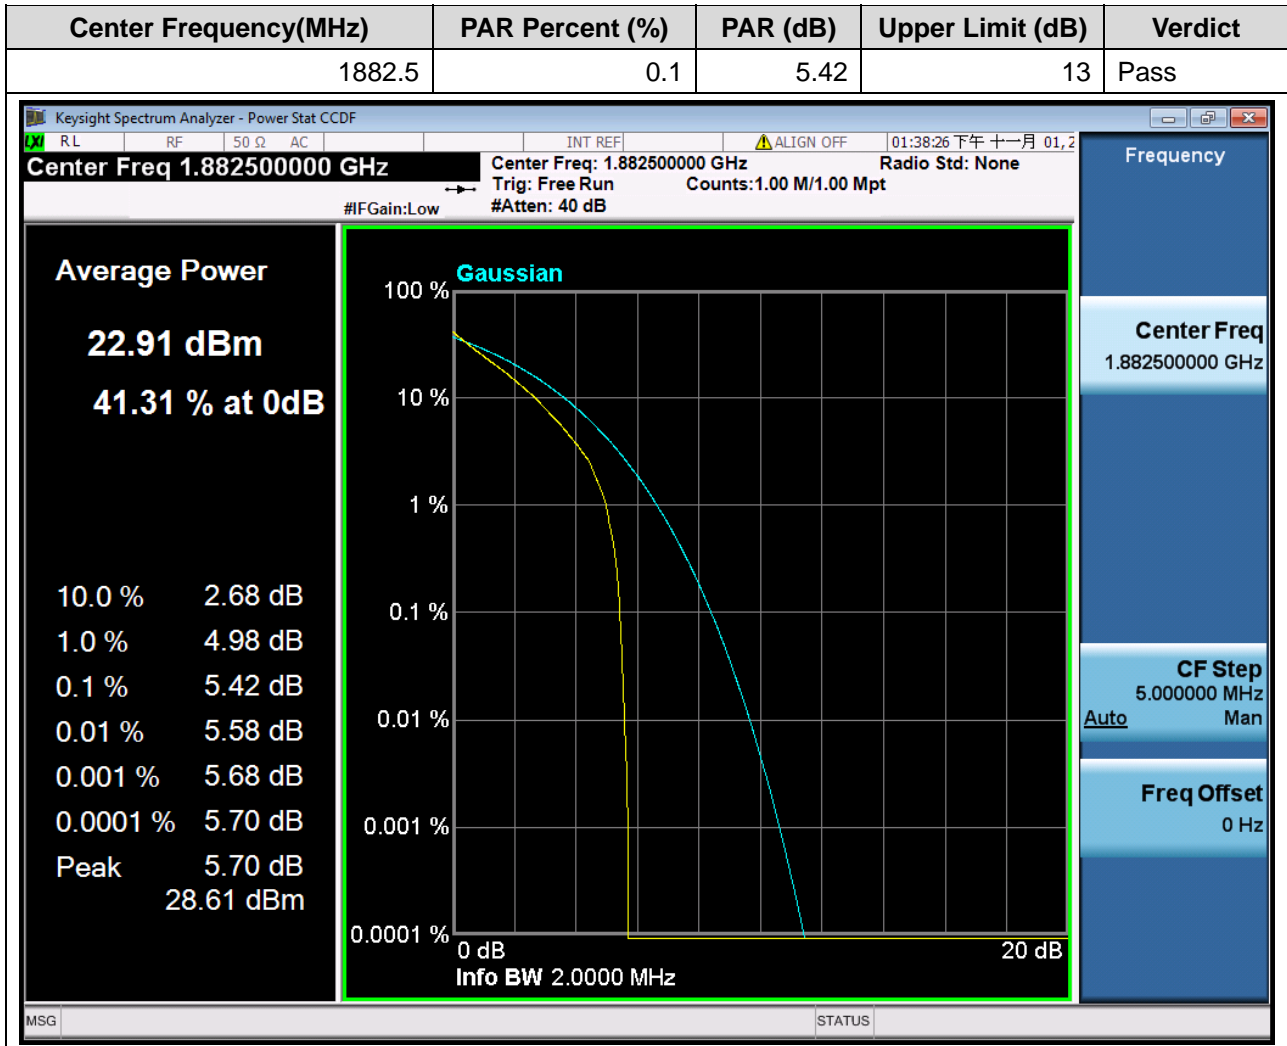 Center Frequency(MHz) PAR Percent (%) PAR (dB) Upper Limit (dB) Verdict
1882.5 0.1 5.42 13 Pass
Keysight Spectrum Analyzer - Power Stat CCDF
LXI RL RF 50 Ω AC INT REF ALIGN OFF 01:38:26 下午 十一月 01, 2
Center Freq 1.882500000 GHz
Center Freq: 1.882500000 GHz Radio Std: None
Trig: Free Run Counts:1.00 M/1.00 Mpt
#IFGain:Low #Atten: 40 dB
Average Power
22.91 dBm
41.31 % at 0dB
10.0 % 2.68 dB
1.0 % 4.98 dB
0.1 % 5.42 dB
0.01 % 5.58 dB
0.001 % 5.68 dB
0.0001 % 5.70 dB
Peak 5.70 dB
28.61 dBm
Gaussian
100 %
10 %
1 %
0.1 %
0.01 %
0.001 %
0.0001 %
0 dB 20 dB
Info BW 2.0000 MHz
Frequency
Center Freq
1.882500000 GHz
CF Step
5.000000 MHz
Auto Man
Freq Offset
0 Hz
MSG STATUS